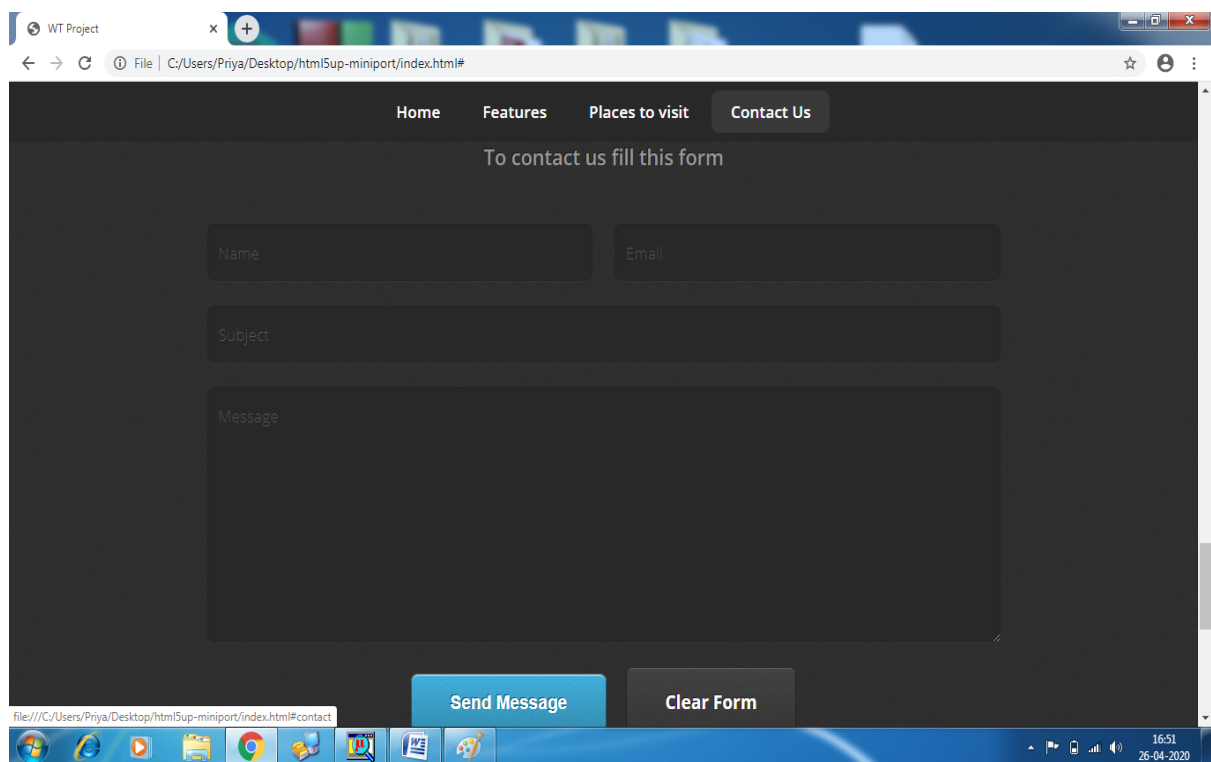 WT Project
File | C:/Users/Priya/Desktop/html5up-miniport/index.html#
Home Features Places to visit Contact Us
To contact us fill this form
Name Email
Subject
Message
Send Message Clear Form
file:///C:/Users/Priya/Desktop/html5up-miniport/index.html#contact
16:51
26-04-2020